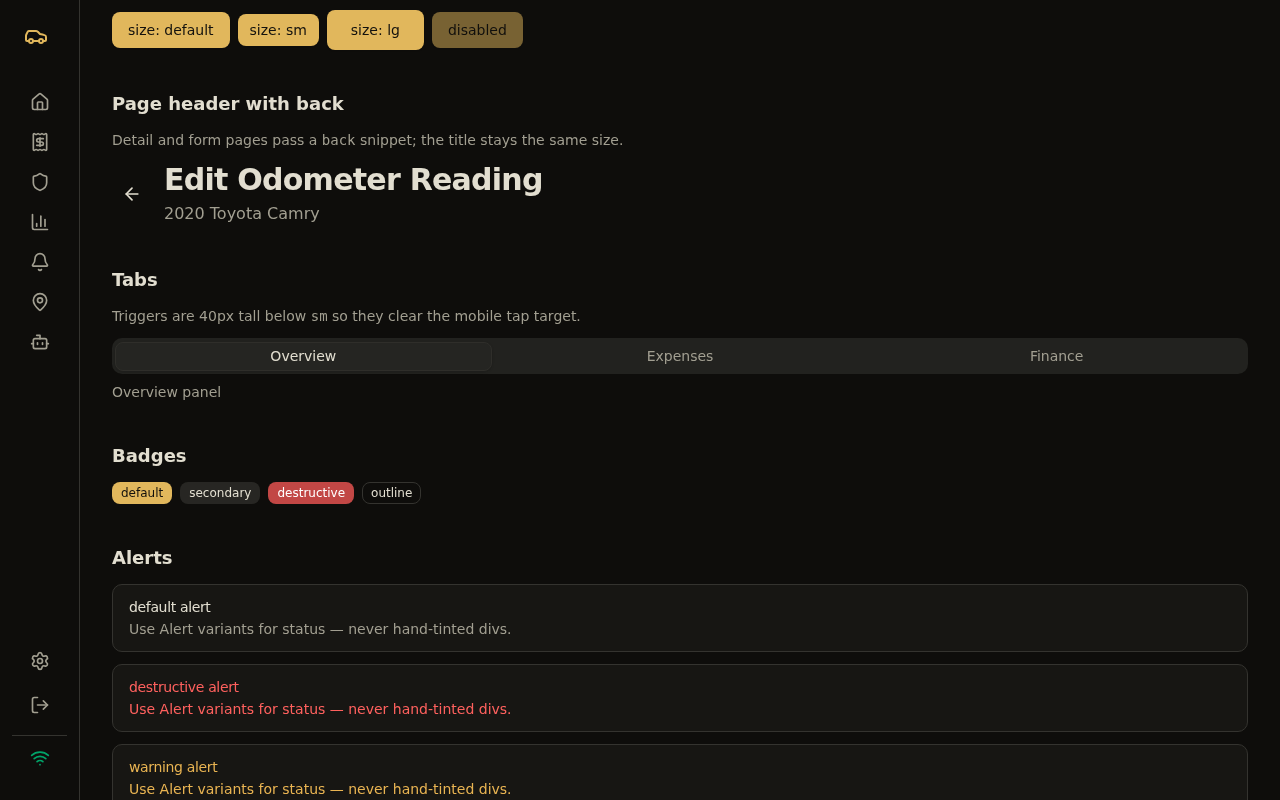 size: default
size: sm
size: lg
disabled
Page header with back
Detail and form pages pass a back snippet; the title stays the same size.
Edit Odometer Reading
2020 Toyota Camry
Tabs
Triggers are 40px tall below sm so they clear the mobile tap target.
Overview
Expenses
Finance
Overview panel
Badges
default
secondary
destructive
outline
Alerts
default alert
Use Alert variants for status — never hand-tinted divs.
destructive alert
Use Alert variants for status — never hand-tinted divs.
warning alert
Use Alert variants for status — never hand-tinted divs.